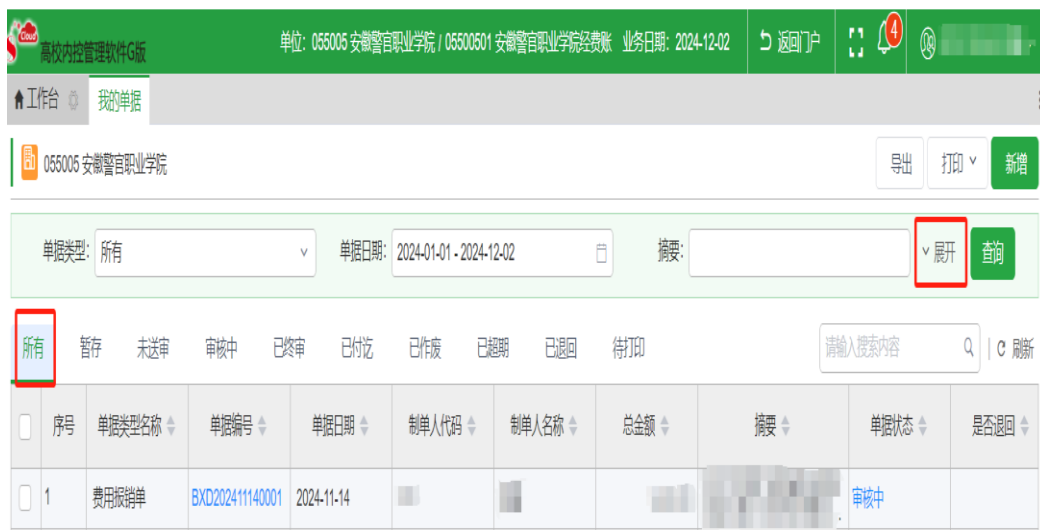 Cloud
高校内控管理软件G版 单位：055005 安徽警官职业学院 / 05500501 安徽警官职业学院经费账 业务日期：2024-12-02 返回门户 4
工作台 我的单据
055005 安徽警官职业学院 导出 打印 新增
单据类型: 所有 单据日期: 2024-01-01 - 2024-12-02 摘要: 展开 查询
所有 暂存 未送审 审核中 已终审 已付讫 已作废 已超期 已退回 待打印 请输入搜索内容 刷新
序号 单据类型名称 单据编号 单据日期 制单人代码 制单人名称 总金额 摘要 单据状态 是否退回
1 费用报销单 BXD202411140001 2024-11-14 审核中